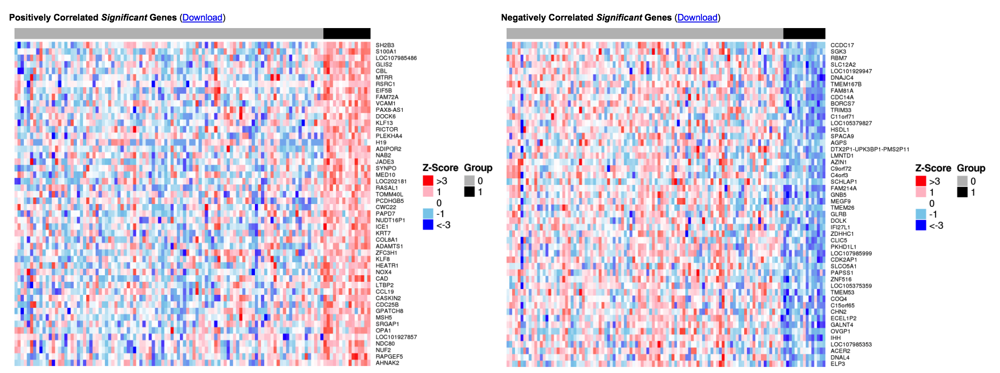 Positively Correlated Significant Genes (Download)
SH2B3
S100A1
LOC107985486
GLIS2
CBL
MTRR
RSRC1
EIF5B
FAM72A
VCAM1
PAX8-AS1
DOCK6
KLF13
RICTOR
PLEKHA4
H19
ADIPOR2
NAB2
JADE3
SYNPO
MED10
LOC202181
RASAL1
TOMM40L
PCDHGB5
CWC22
PAPD7
NUDT16P1
ICE1
KRT7
COL8A1
ADAMTS1
ZFC3H1
KLF8
HEATR1
NOX4
CAD
LTBP2
CCL19
CASKIN2
CDC25B
GPATCH8
MSH5
SRGAP1
OPA1
LOC101927857
NDC80
NUF2
RAPGEF5
AHNAK2
Z-Score Group
>3 0
1 1
0
-1
<-3
Negatively Correlated Significant Genes (Download)
CCDC17
SGK3
RBM7
SLC12A2
LOC101929947
DNAJC4
TMEM167B
FAM81A
CDC14A
BORCS7
TRIM33
C11orf71
LOC105379827
HSDL1
SPACA9
AGPS
DTX2P1-UPK3BP1-PMS2P11
LMNTD1
AZIN1
C9orf72
C4orf3
SCHLAP1
FAM214A
GNB5
MEGF9
TMEM26
GLRB
DOLK
IFI27L1
ZDHHC1
CLIC5
PKHD1L1
LOC107985999
CDK2AP1
SLCO5A1
PAPSS1
ZNF516
LOC105375359
TMEM53
COQ4
C15orf65
CHN2
ECEL1P2
GALNT4
OVGP1
IHH
LOC107985353
ACER2
DNAL4
ELP3
Z-Score Group
>3 0
1 1
0
-1
<-3